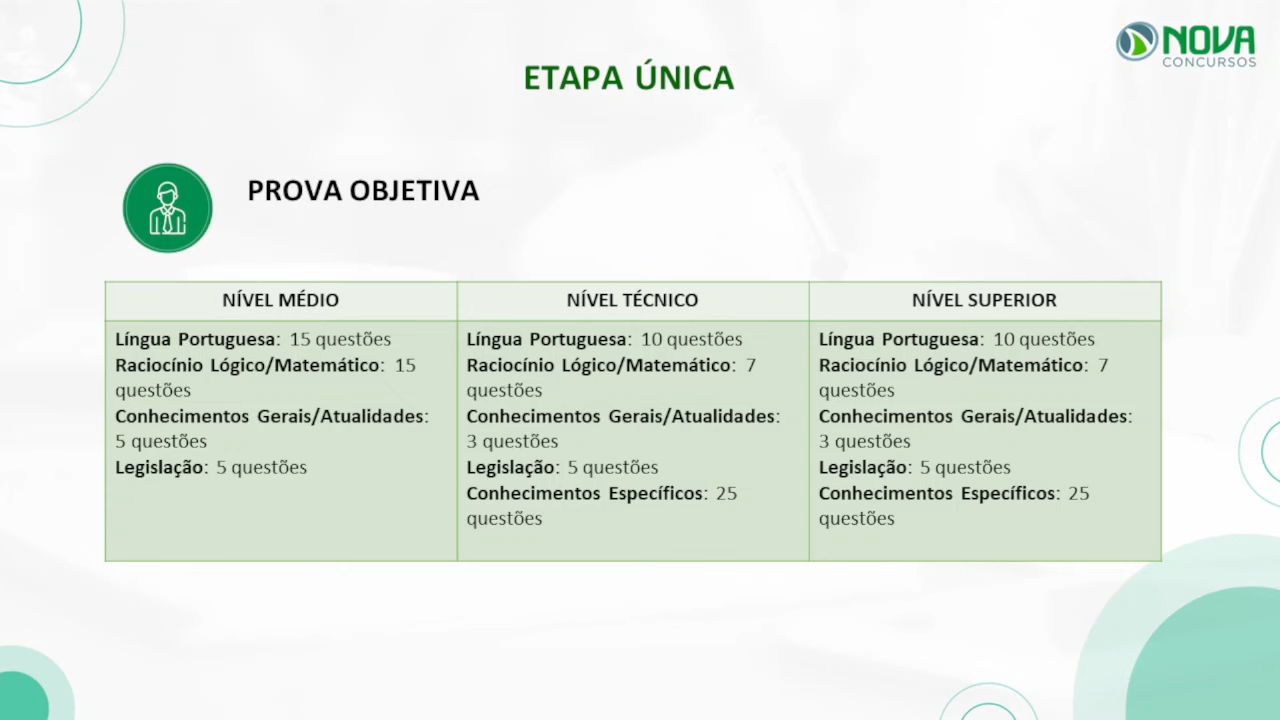 NOVA
CONCURSOS
ETAPA ÚNICA
PROVA OBJETIVA
NÍVEL MÉDIO
Língua Portuguesa: 15 questões
Raciocínio Lógico/Matemático: 15
questões
Conhecimentos Gerais/Atualidades:
5 questões
Legislação: 5 questões
NÍVEL TÉCNICO
Língua Portuguesa: 10 questões
Raciocínio Lógico/Matemático: 7
questões
Conhecimentos Gerais/Atualidades:
3 questões
Legislação: 5 questões
Conhecimentos Específicos: 25
questões
NÍVEL SUPERIOR
Língua Portuguesa: 10 questões
Raciocínio Lógico/Matemático: 7
questões
Conhecimentos Gerais/Atualidades:
3 questões
Legislação: 5 questões
Conhecimentos Específicos: 25
questões